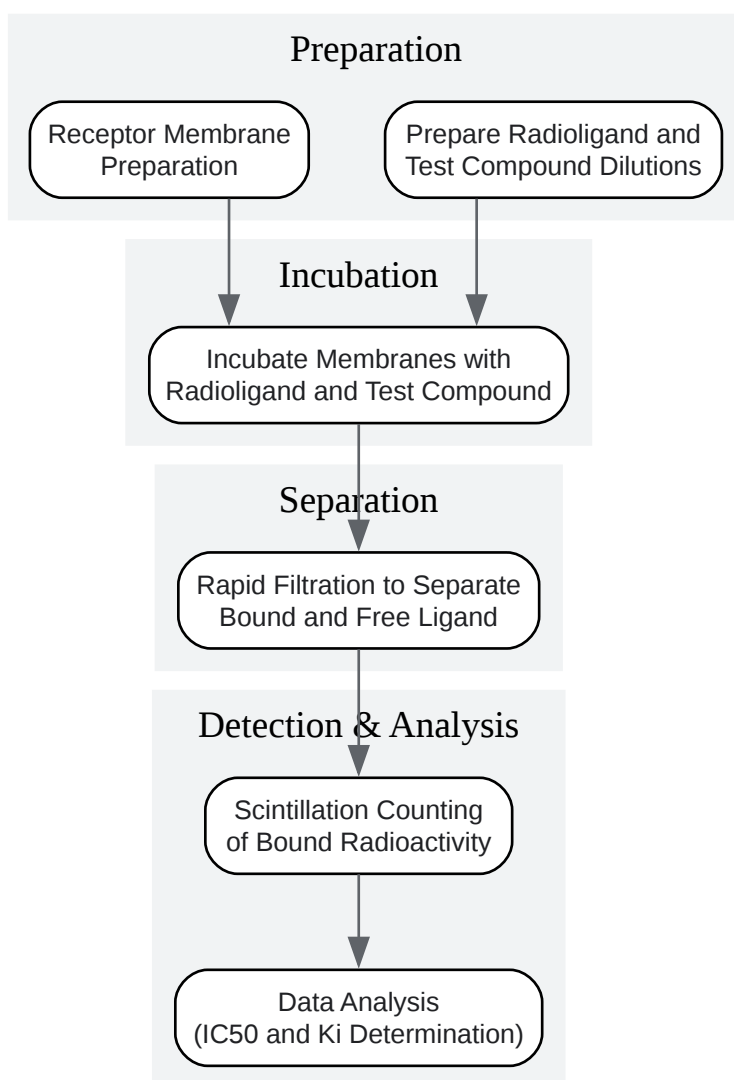 Preparation
Receptor Membrane
Preparation
Prepare Radioligand and
Test Compound Dilutions
Incubation
Incubate Membranes with
Radioligand and Test Compound
Separation
Rapid Filtration to Separate
Bound and Free Ligand
Detection & Analysis
Scintillation Counting
of Bound Radioactivity
Data Analysis
(IC50 and Ki Determination)